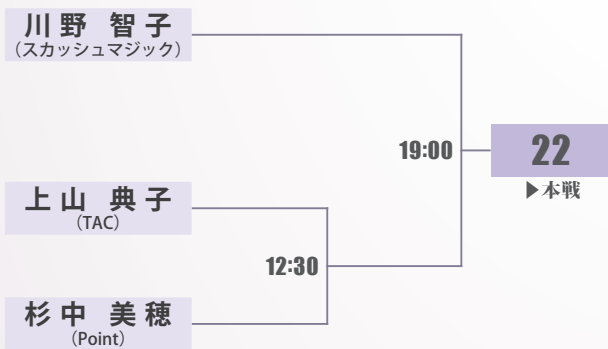 川野 智子
（スカッシュマジック）
19:00
22
▶本戦
上山 典子
（TAC）
12:30
杉中 美穂
（Point）